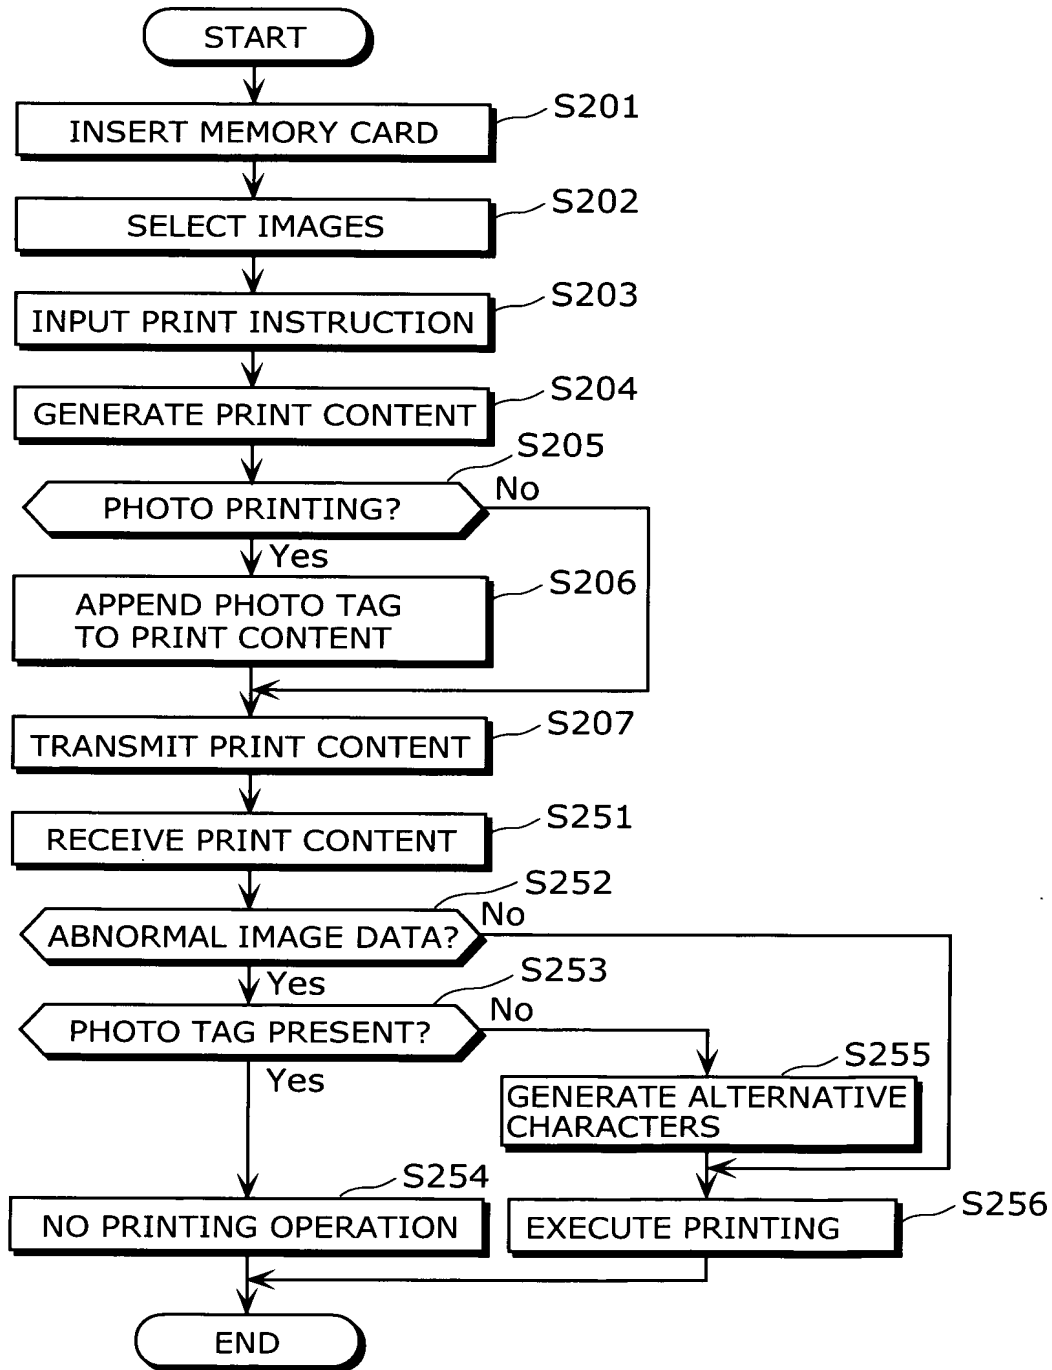 START
S201
INSERT MEMORY CARD
S202
SELECT IMAGES
S203
INPUT PRINT INSTRUCTION
S204
GENERATE PRINT CONTENT
S205
PHOTO PRINTING?
No
Yes
S206
APPEND PHOTO TAG
TO PRINT CONTENT
S207
TRANSMIT PRINT CONTENT
S251
RECEIVE PRINT CONTENT
S252
ABNORMAL IMAGE DATA?
No
Yes
S253
PHOTO TAG PRESENT?
No
Yes
S255
GENERATE ALTERNATIVE
CHARACTERS
S254
NO PRINTING OPERATION
S256
EXECUTE PRINTING
END